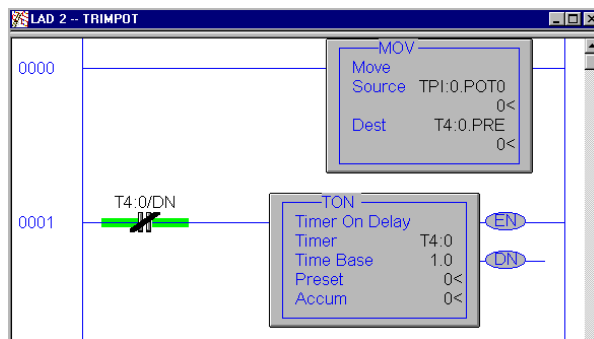 LAD 2 -- TRIMPOT
0000
MOV
Move
Source TPI:0.POT0
0<
Dest T4:0.PRE
0<
T4:0/DN
0001
TON
Timer On Delay
Timer T4:0
Time Base 1.0
Preset 0<
Accum 0<
EN
DN